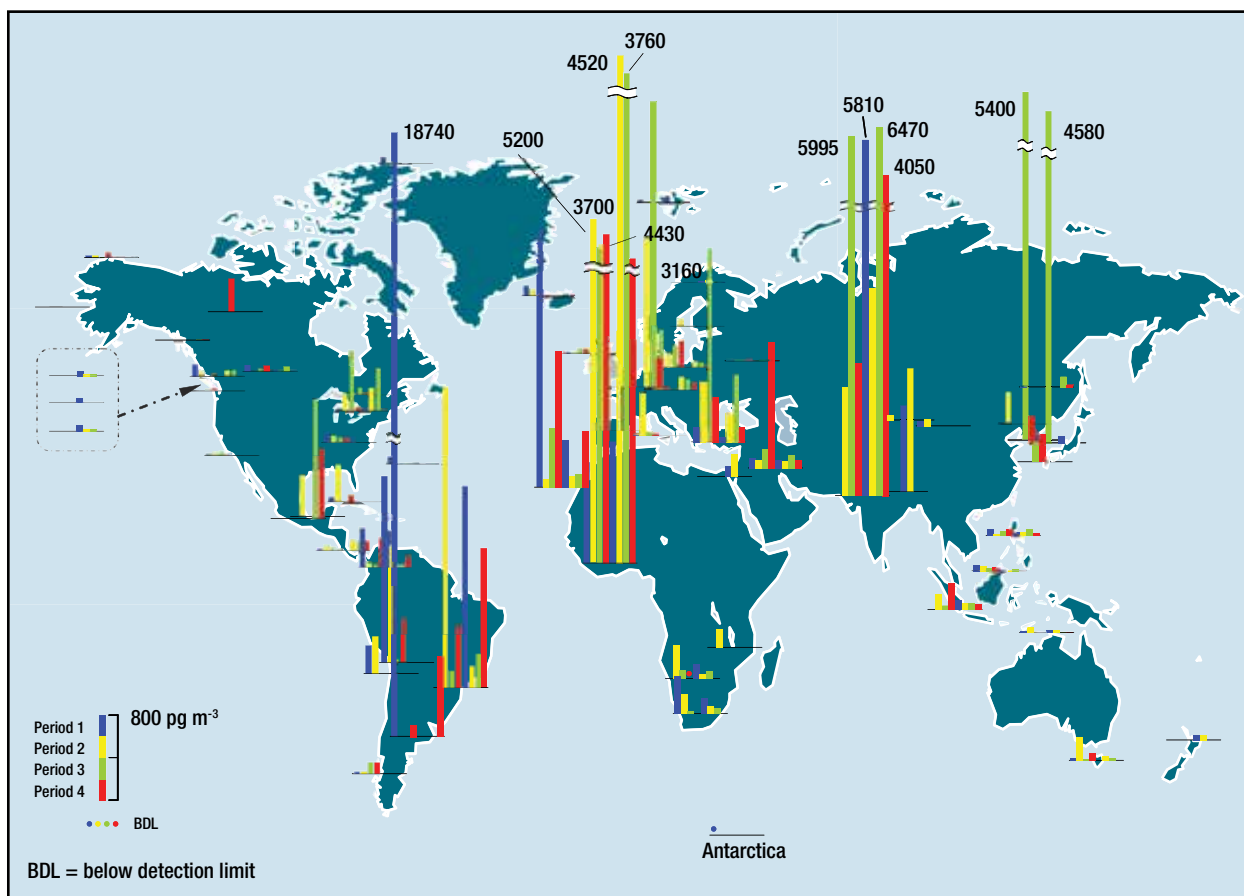 3760
4520
18740
5200
3700
4430
3160
5810
5995
6470
4050
5400
4580
Period 1
Period 2
Period 3
Period 4
800 pg m⁻³
BDL
Antarctica
BDL = below detection limit